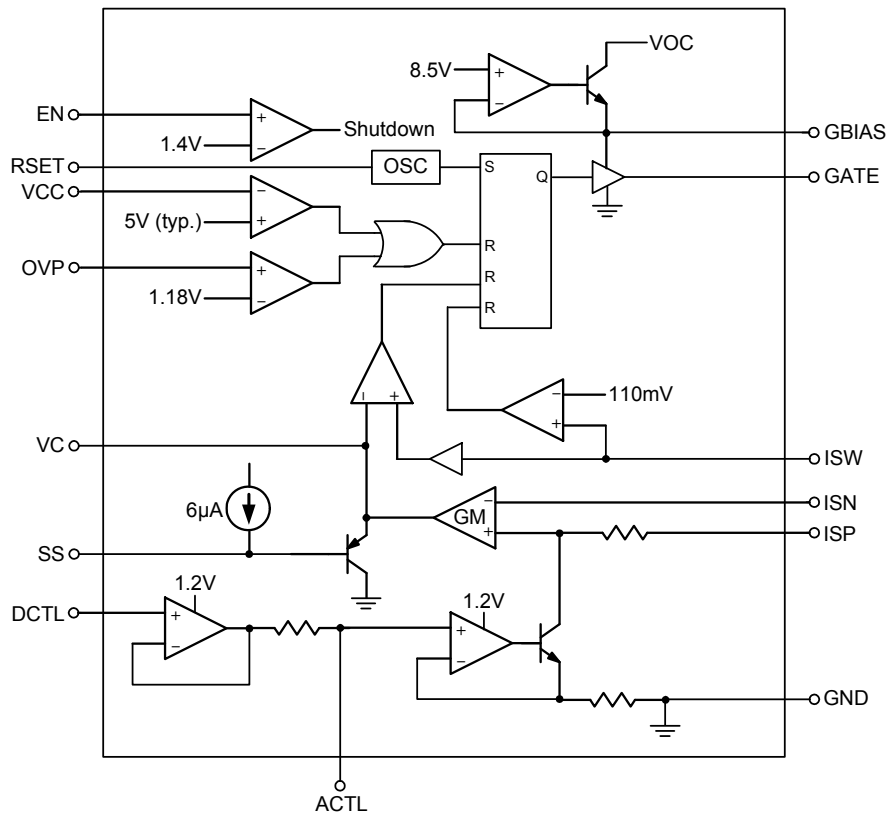 VOC
8.5V
+
−
EN
+
1.4V
−
Shutdown
GBIAS
RSET
OSC
S
Q
GATE
VCC
−
5V (typ.)
+
R
OVP
+
1.18V
−
R
R
−
+
−
110mV
+
VC
ISW
6µA
GM
−
+
ISN
ISP
SS
DCTL
1.2V
+
−
1.2V
+
−
GND
ACTL